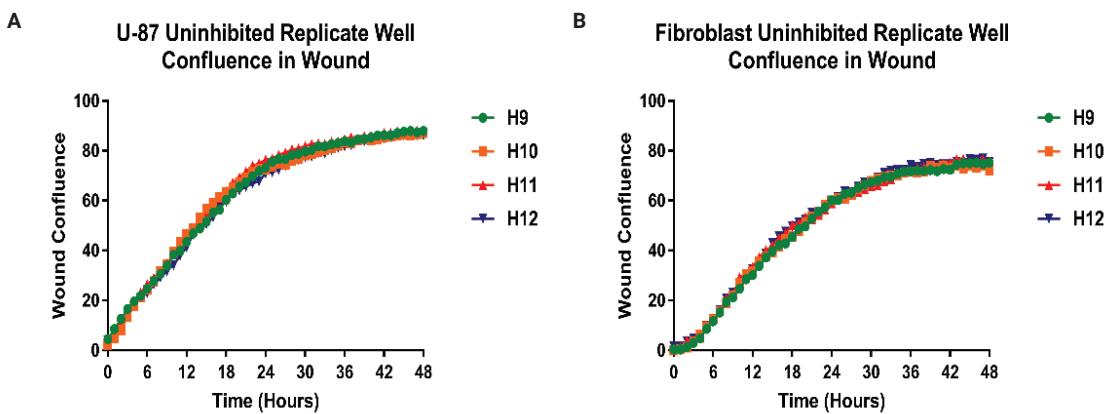 A
U-87 Uninhibited Replicate Well
Confluence in Wound
Wound Confluence
100
80
60
40
20
0
0 6 12 18 24 30 36 42 48
Time (Hours)
H9
H10
H11
H12
B
Fibroblast Uninhibited Replicate Well
Confluence in Wound
Wound Confluence
100
80
60
40
20
0
0 6 12 18 24 30 36 42 48
Time (Hours)
H9
H10
H11
H12